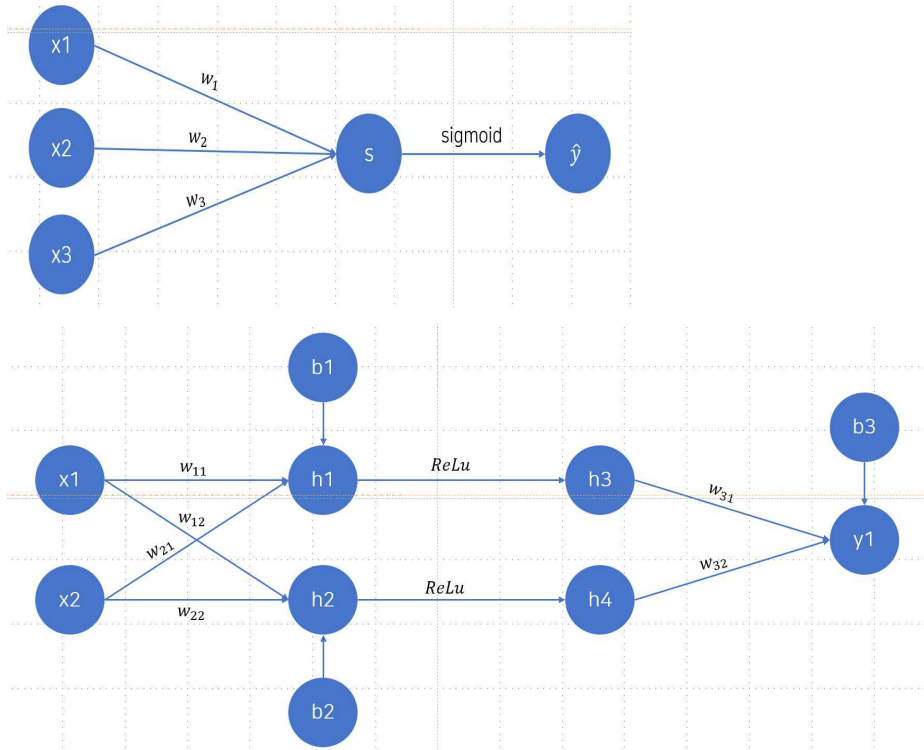 x1
w₁
x2
w₂
s
sigmoid
ŷ
w₃
x3
b1
b3
x1
w₁₁
h1
ReLu
h3
w₃₁
w₁₂
w₂₁
y1
x2
w₂₂
h2
ReLu
h4
w₃₂
b2